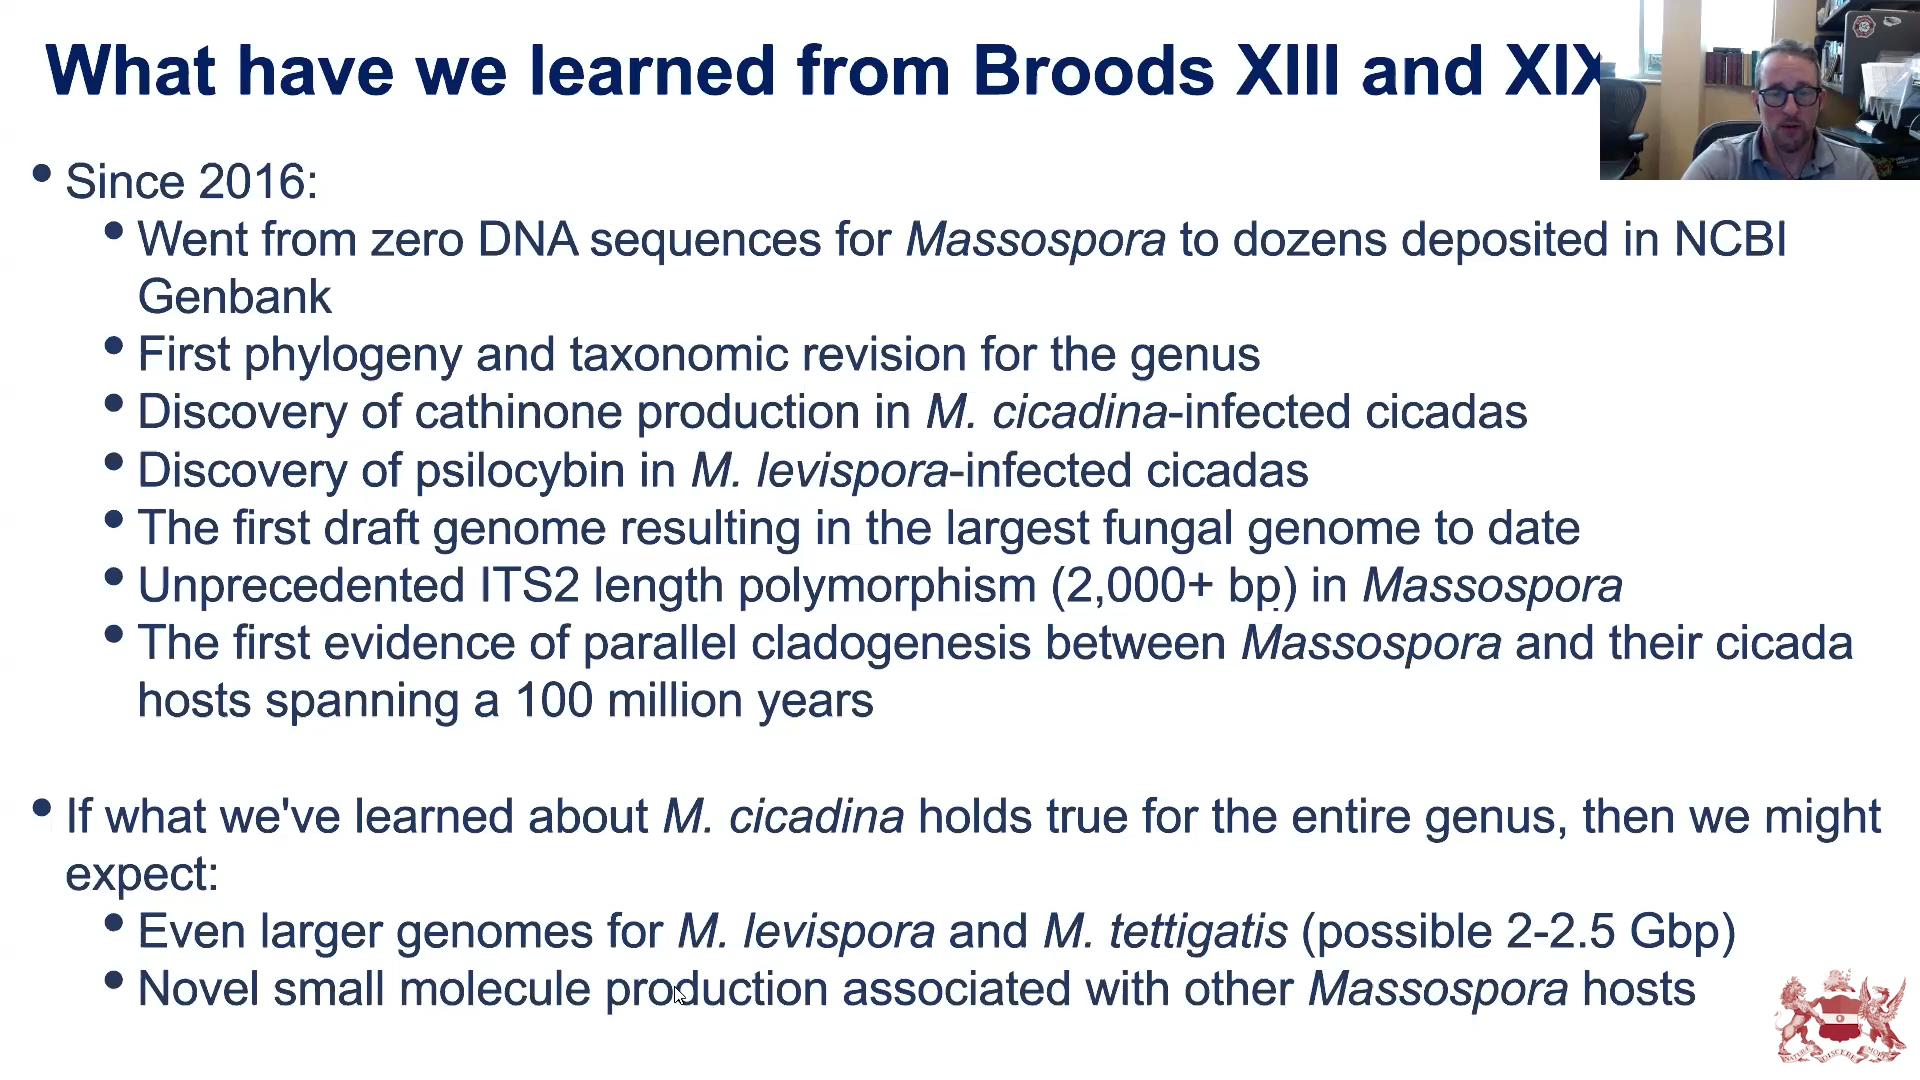 What have we learned from Broods XIII and XIX
• Since 2016:
• Went from zero DNA sequences for Massospora to dozens deposited in NCBI
Genbank
• First phylogeny and taxonomic revision for the genus
• Discovery of cathinone production in M. cicadina-infected cicadas
• Discovery of psilocybin in M. levispora-infected cicadas
• The first draft genome resulting in the largest fungal genome to date
• Unprecedented ITS2 length polymorphism (2,000+ bp) in Massospora
• The first evidence of parallel cladogenesis between Massospora and their cicada
hosts spanning a 100 million years
• If what we've learned about M. cicadina holds true for the entire genus, then we might
expect:
• Even larger genomes for M. levispora and M. tettigatis (possible 2-2.5 Gbp)
• Novel small molecule production associated with other Massospora hosts